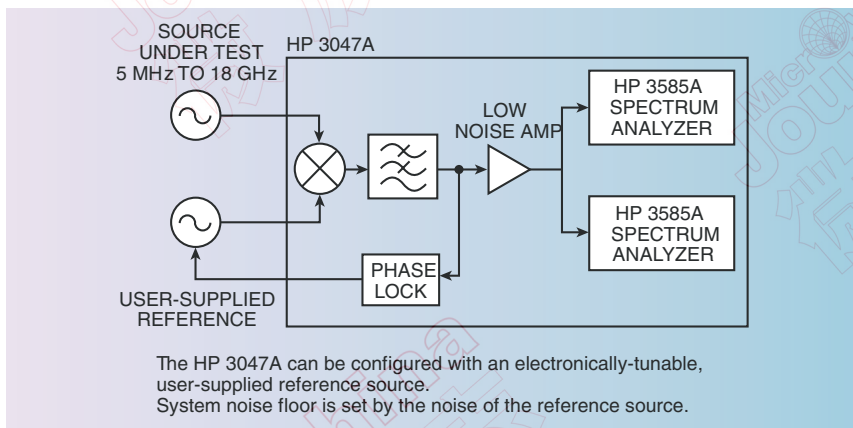 SOURCE
UNDER TEST
5 MHz TO 18 GHz
HP 3047A
LOW
NOISE AMP
HP 3585A
SPECTRUM
ANALYZER
HP 3585A
SPECTRUM
ANALYZER
PHASE
LOCK
USER-SUPPLIED
REFERENCE
The HP 3047A can be configured with an electronically-tunable,
user-supplied reference source.
System noise floor is set by the noise of the reference source.